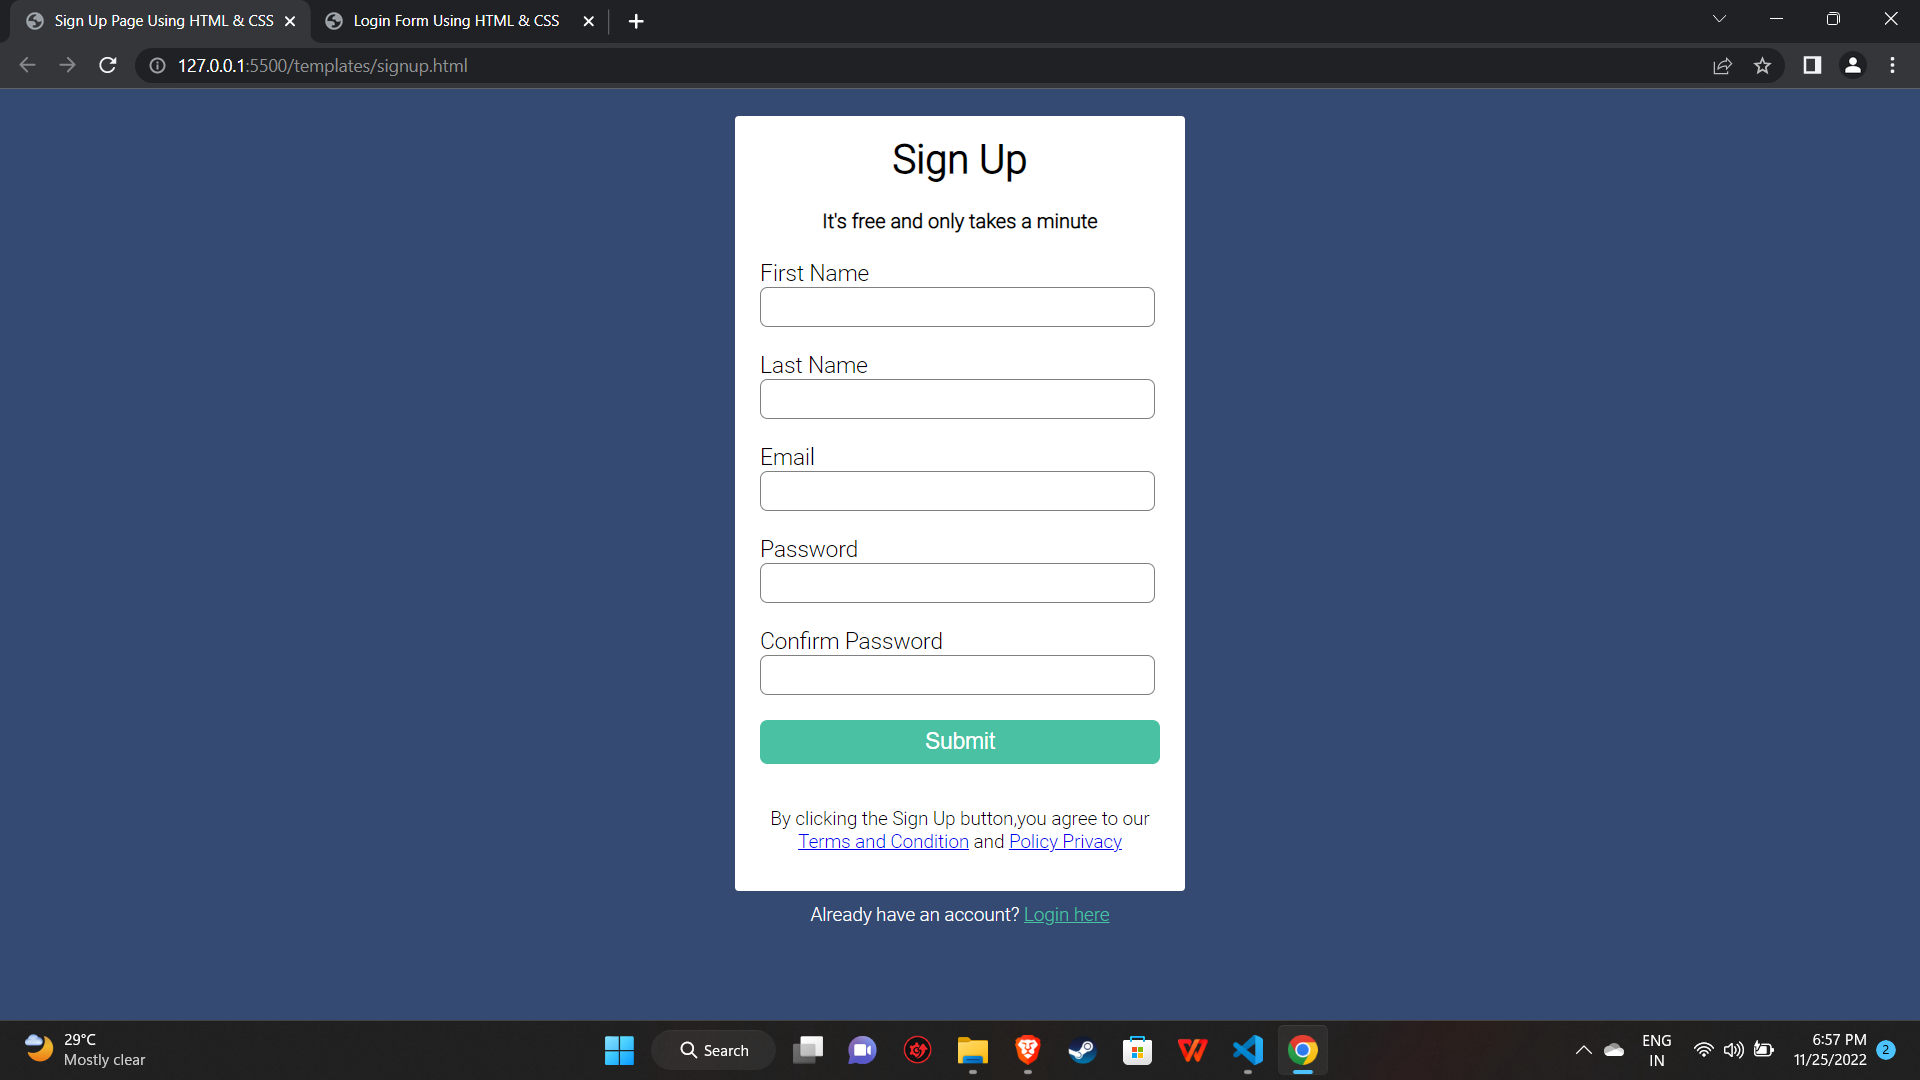 Sign Up Page Using HTML & CSS
Login Form Using HTML & CSS
127.0.0.1:5500/templates/signup.html
Sign Up
It's free and only takes a minute
First Name
Last Name
Email
Password
Confirm Password
Submit
By clicking the Sign Up button,you agree to our
Terms and Condition and Policy Privacy
Already have an account? Login here
29°C
Mostly clear
Search
ENG
IN
6:57 PM
11/25/2022
2